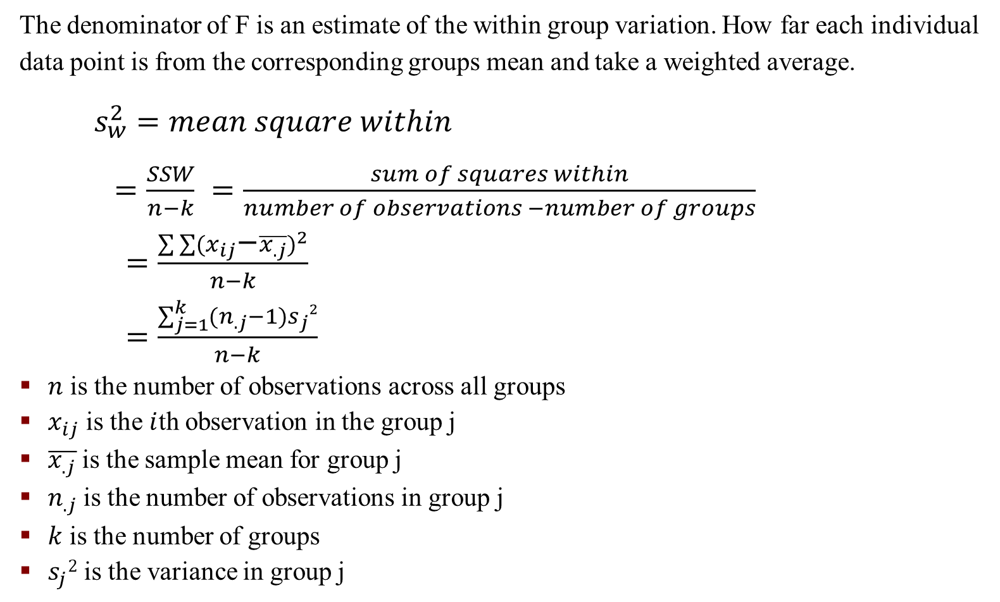 The denominator of F is an estimate of the within group variation. How far each individual
data point is from the corresponding groups mean and take a weighted average.
$s_w^2 = mean\ square\ within$
$= \frac{SSW}{n-k} = \frac{sum\ of\ squares\ within}{number\ of\ observations\ -number\ of\ groups}$
$= \frac{\sum\sum(x_{ij}-\overline{x_{.j}})^2}{n-k}$
$= \frac{\sum_{j=1}^{k}(n_{.j}-1)s_j{}^2}{n-k}$
▪ $n$ is the number of observations across all groups
▪ $x_{ij}$ is the $i$th observation in the group j
▪ $\overline{x_{.j}}$ is the sample mean for group j
▪ $n_{.j}$ is the number of observations in group j
▪ $k$ is the number of groups
▪ $s_j{}^2$ is the variance in group j